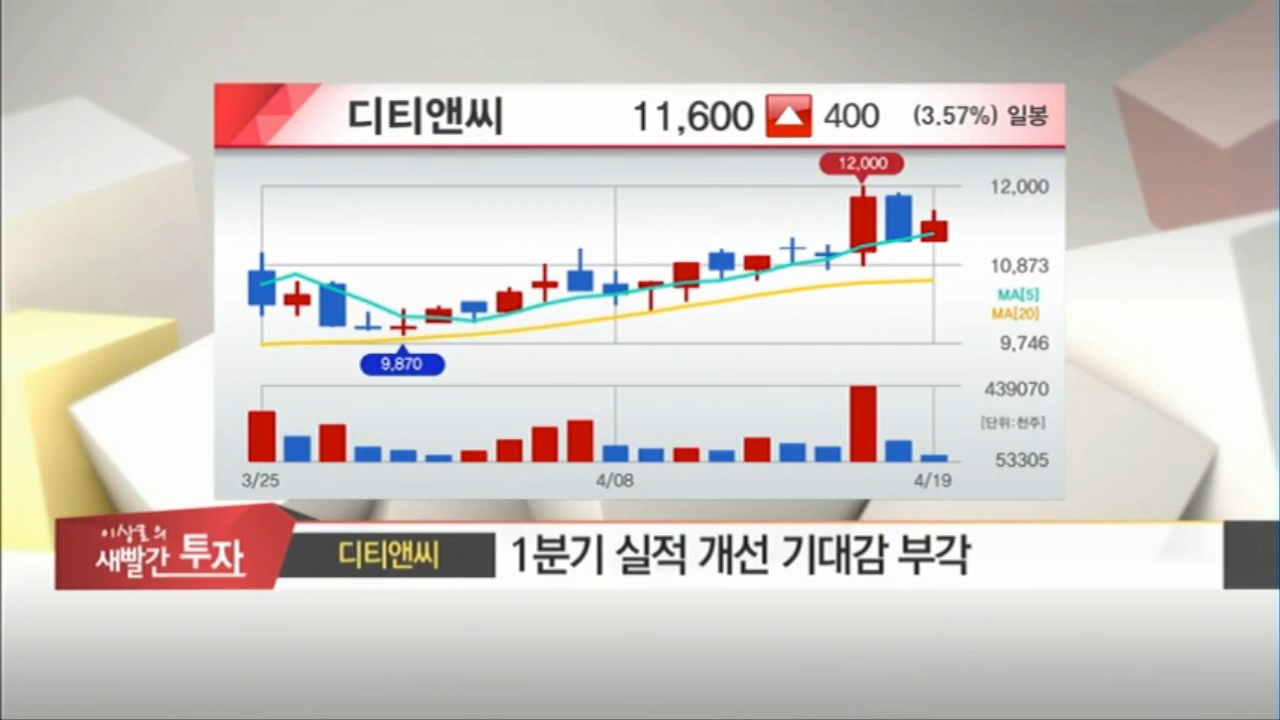 디티앤씨 11,600 ▲ 400 (3.57%) 일봉
12,000
12,000
10,873
MA[5]
MA[20]
9,746
9,870
439070
[단위:천주]
53305
3/25 4/08 4/19
이상로의
새빨간 투자
디티앤씨 1분기 실적 개선 기대감 부각